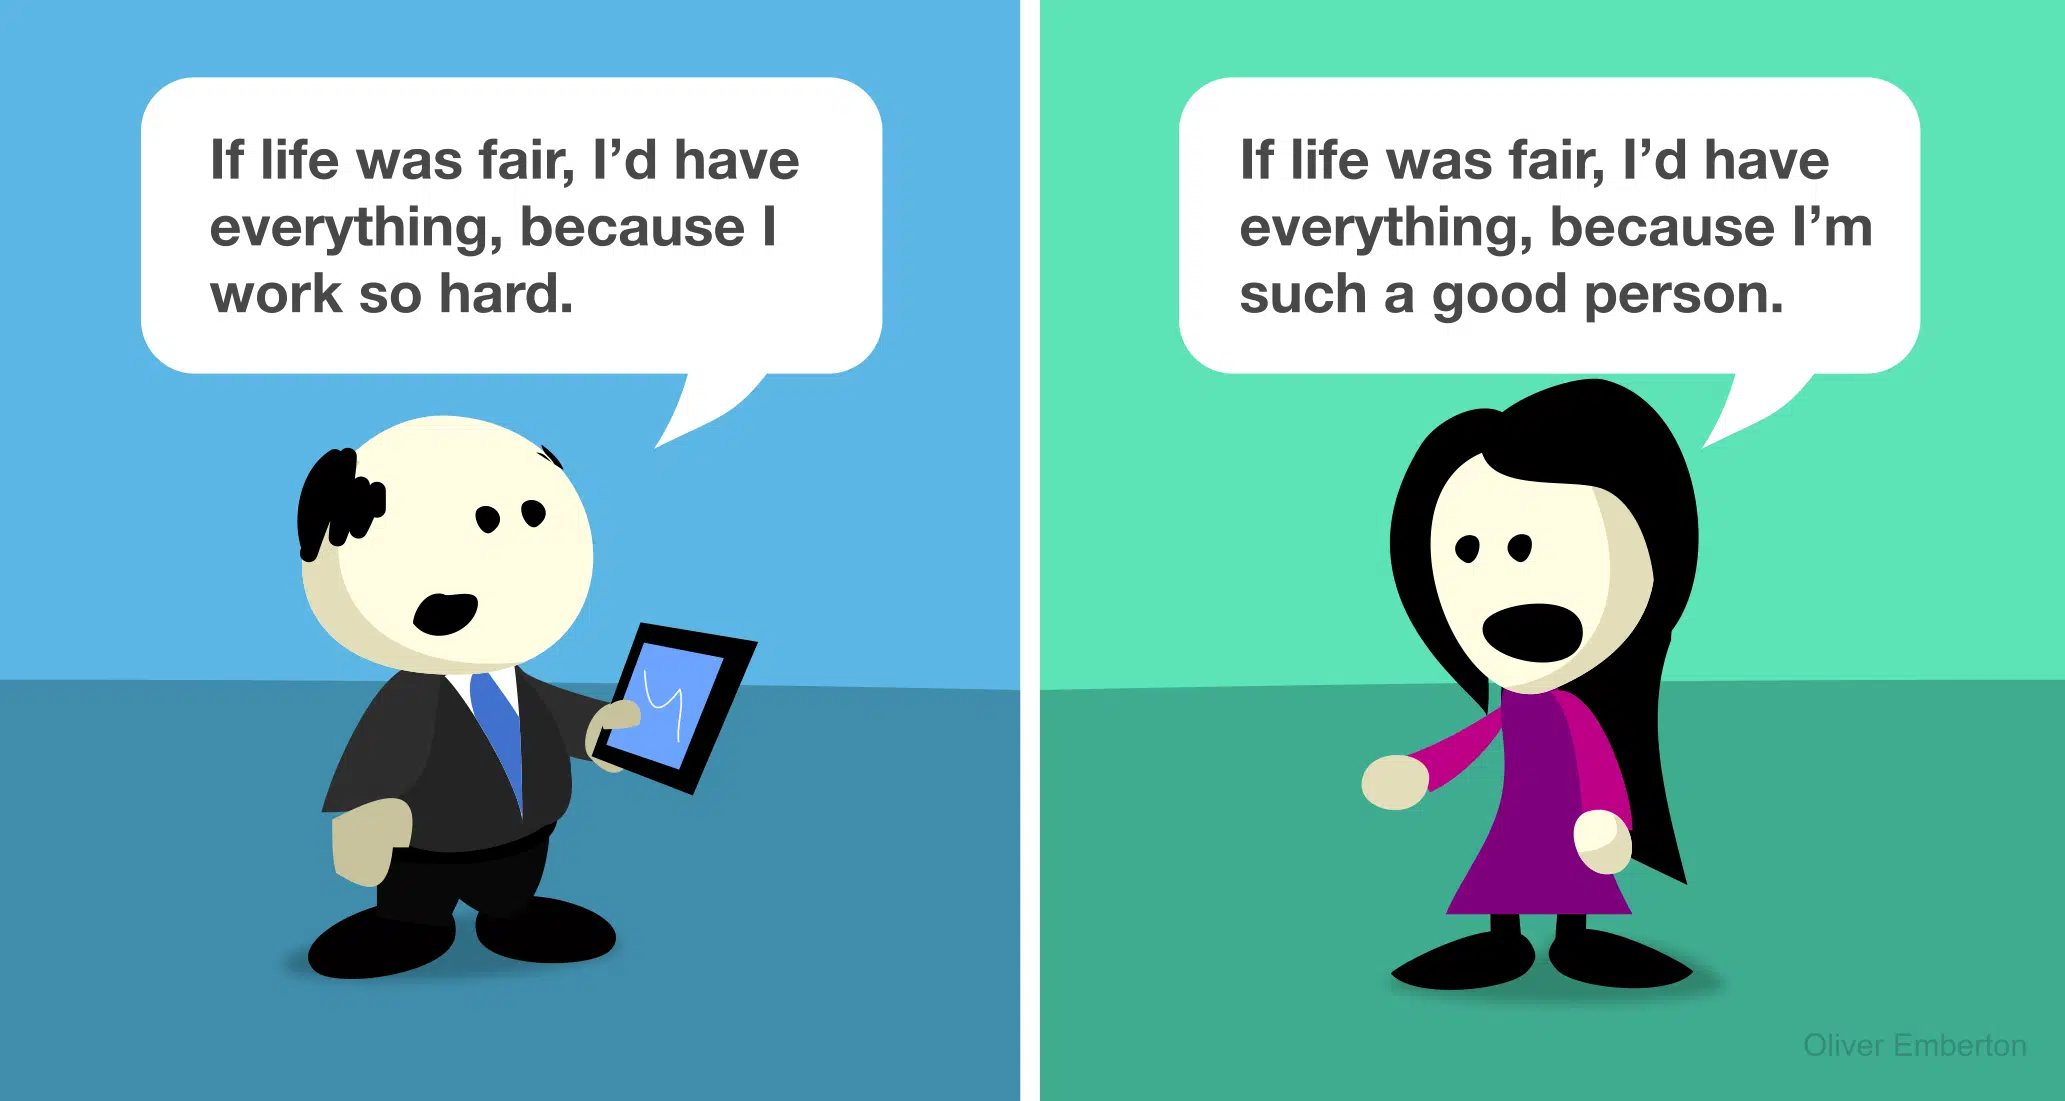 If life was fair, I’d have
everything, because I
work so hard.
If life was fair, I’d have
everything, because I’m
such a good person.
Oliver Emberton